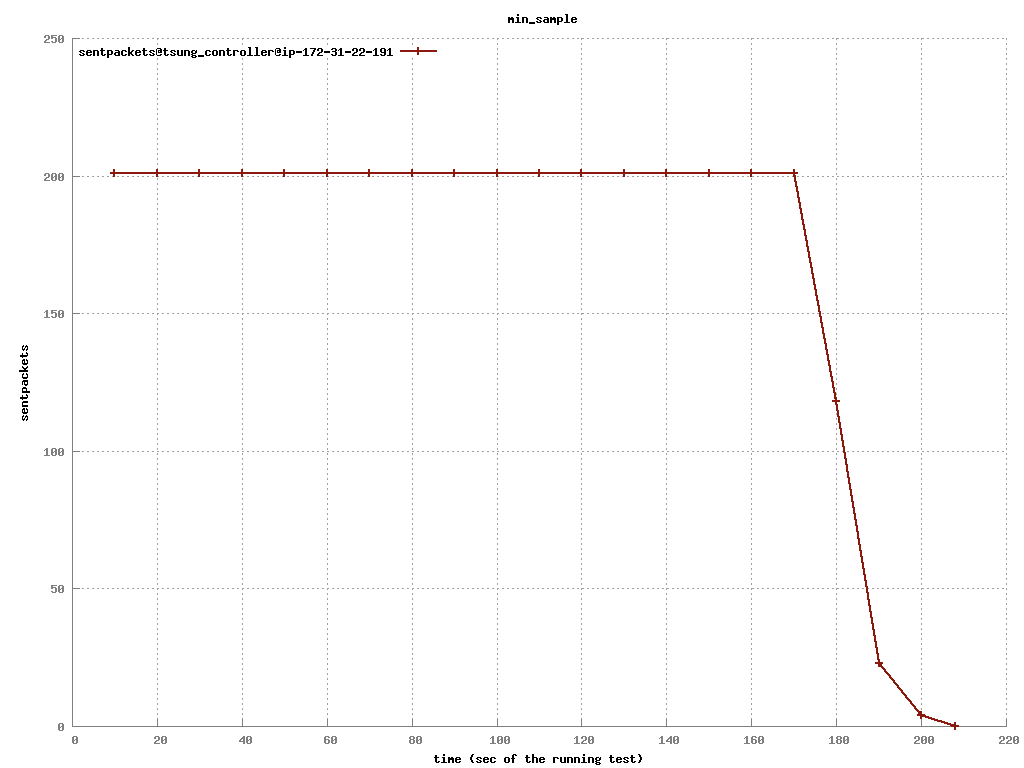 min_sample
250
sentpackets@tsung_controller@ip-172-31-22-191
200
150
sentpackets
100
50
0
0 20 40 60 80 100 120 140 160 180 200 220
time (sec of the running test)